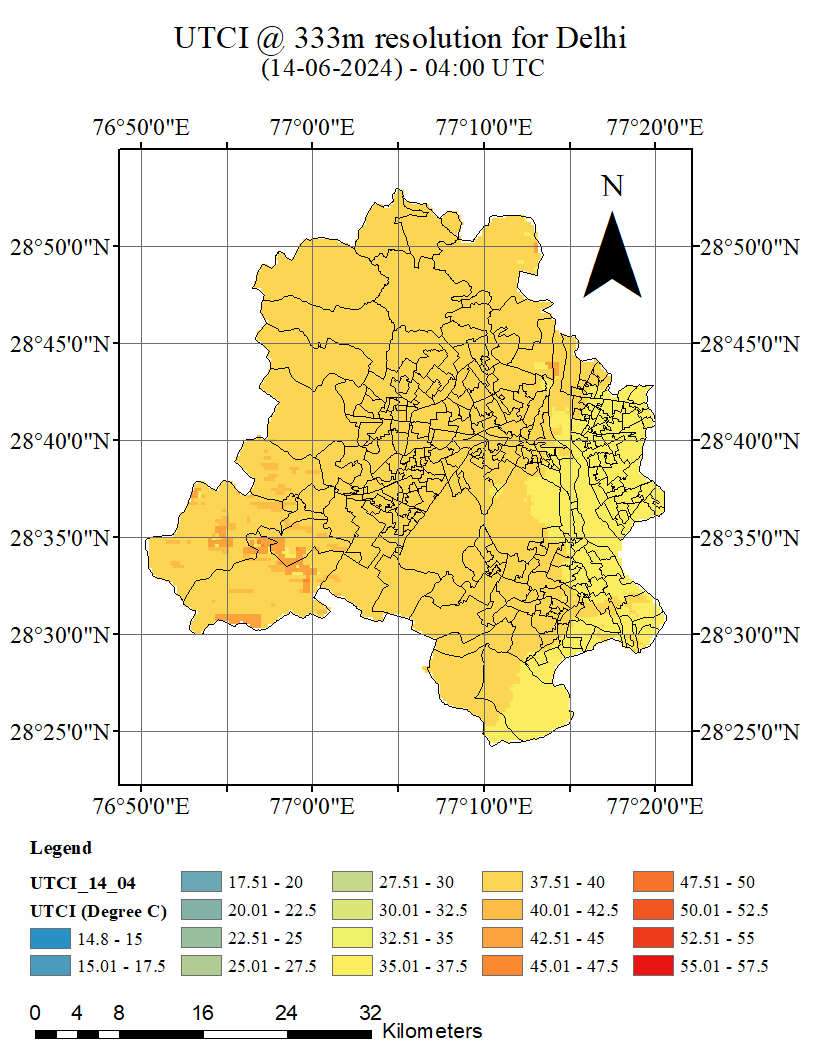 UTCI @ 333m resolution for Delhi
(14-06-2024) - 04:00 UTC
76°50'0"E 77°0'0"E 77°10'0"E 77°20'0"E
N
28°50'0"N 28°50'0"N
28°45'0"N 28°45'0"N
28°40'0"N 28°40'0"N
28°35'0"N 28°35'0"N
28°30'0"N 28°30'0"N
28°25'0"N 28°25'0"N
76°50'0"E 77°0'0"E 77°10'0"E 77°20'0"E
Legend
UTCI_14_04 17.51 - 20 27.51 - 30 37.51 - 40 47.51 - 50
UTCI (Degree C) 20.01 - 22.5 30.01 - 32.5 40.01 - 42.5 50.01 - 52.5
14.8 - 15 22.51 - 25 32.51 - 35 42.51 - 45 52.51 - 55
15.01 - 17.5 25.01 - 27.5 35.01 - 37.5 45.01 - 47.5 55.01 - 57.5
0 4 8 16 24 32
Kilometers